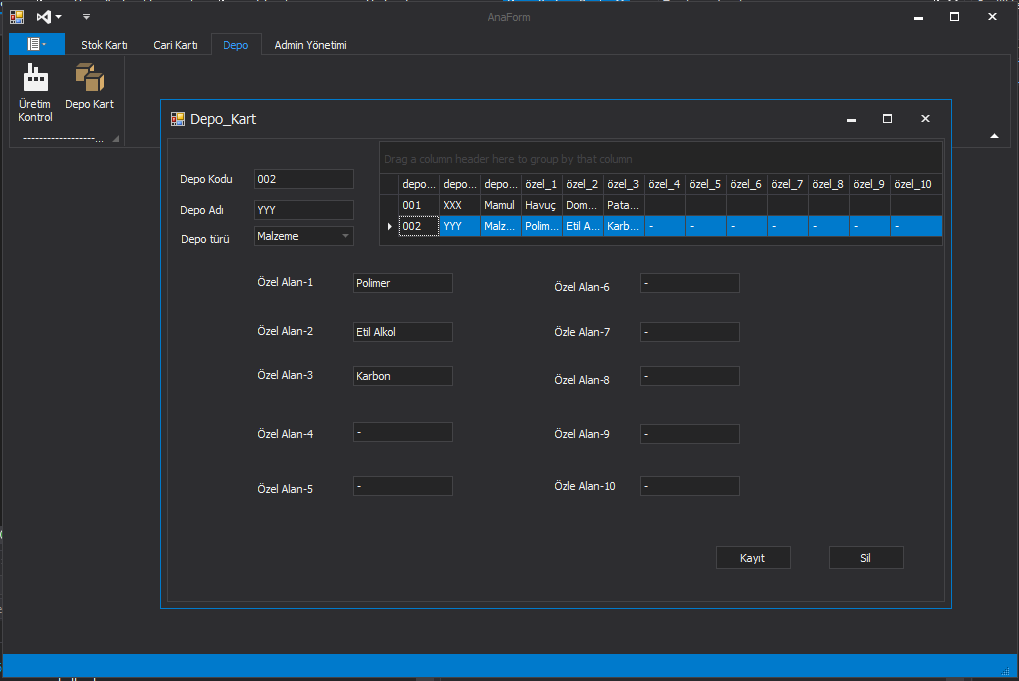 AnaForm
Stok Kartı Cari Kartı Depo Admin Yönetimi
Üretim Kontrol Depo Kart
------------------...
Depo_Kart
Drag a column header here to group by that column
depo... depo... depo... özel_1 özel_2 özel_3 özel_4 özel_5 özel_6 özel_7 özel_8 özel_9 özel_10
001 XXX Mamul Havuç Dom... Pata...
002 YYY Malz... Polim... Etil A... Karb... - - - - - - -
Depo Kodu 002
Depo Adı YYY
Depo türü Malzeme
Özel Alan-1 Polimer Özel Alan-6 -
Özel Alan-2 Etil Alkol Özle Alan-7 -
Özel Alan-3 Karbon Özel Alan-8 -
Özel Alan-4 - Özel Alan-9 -
Özel Alan-5 - Özle Alan-10 -
Kayıt Sil